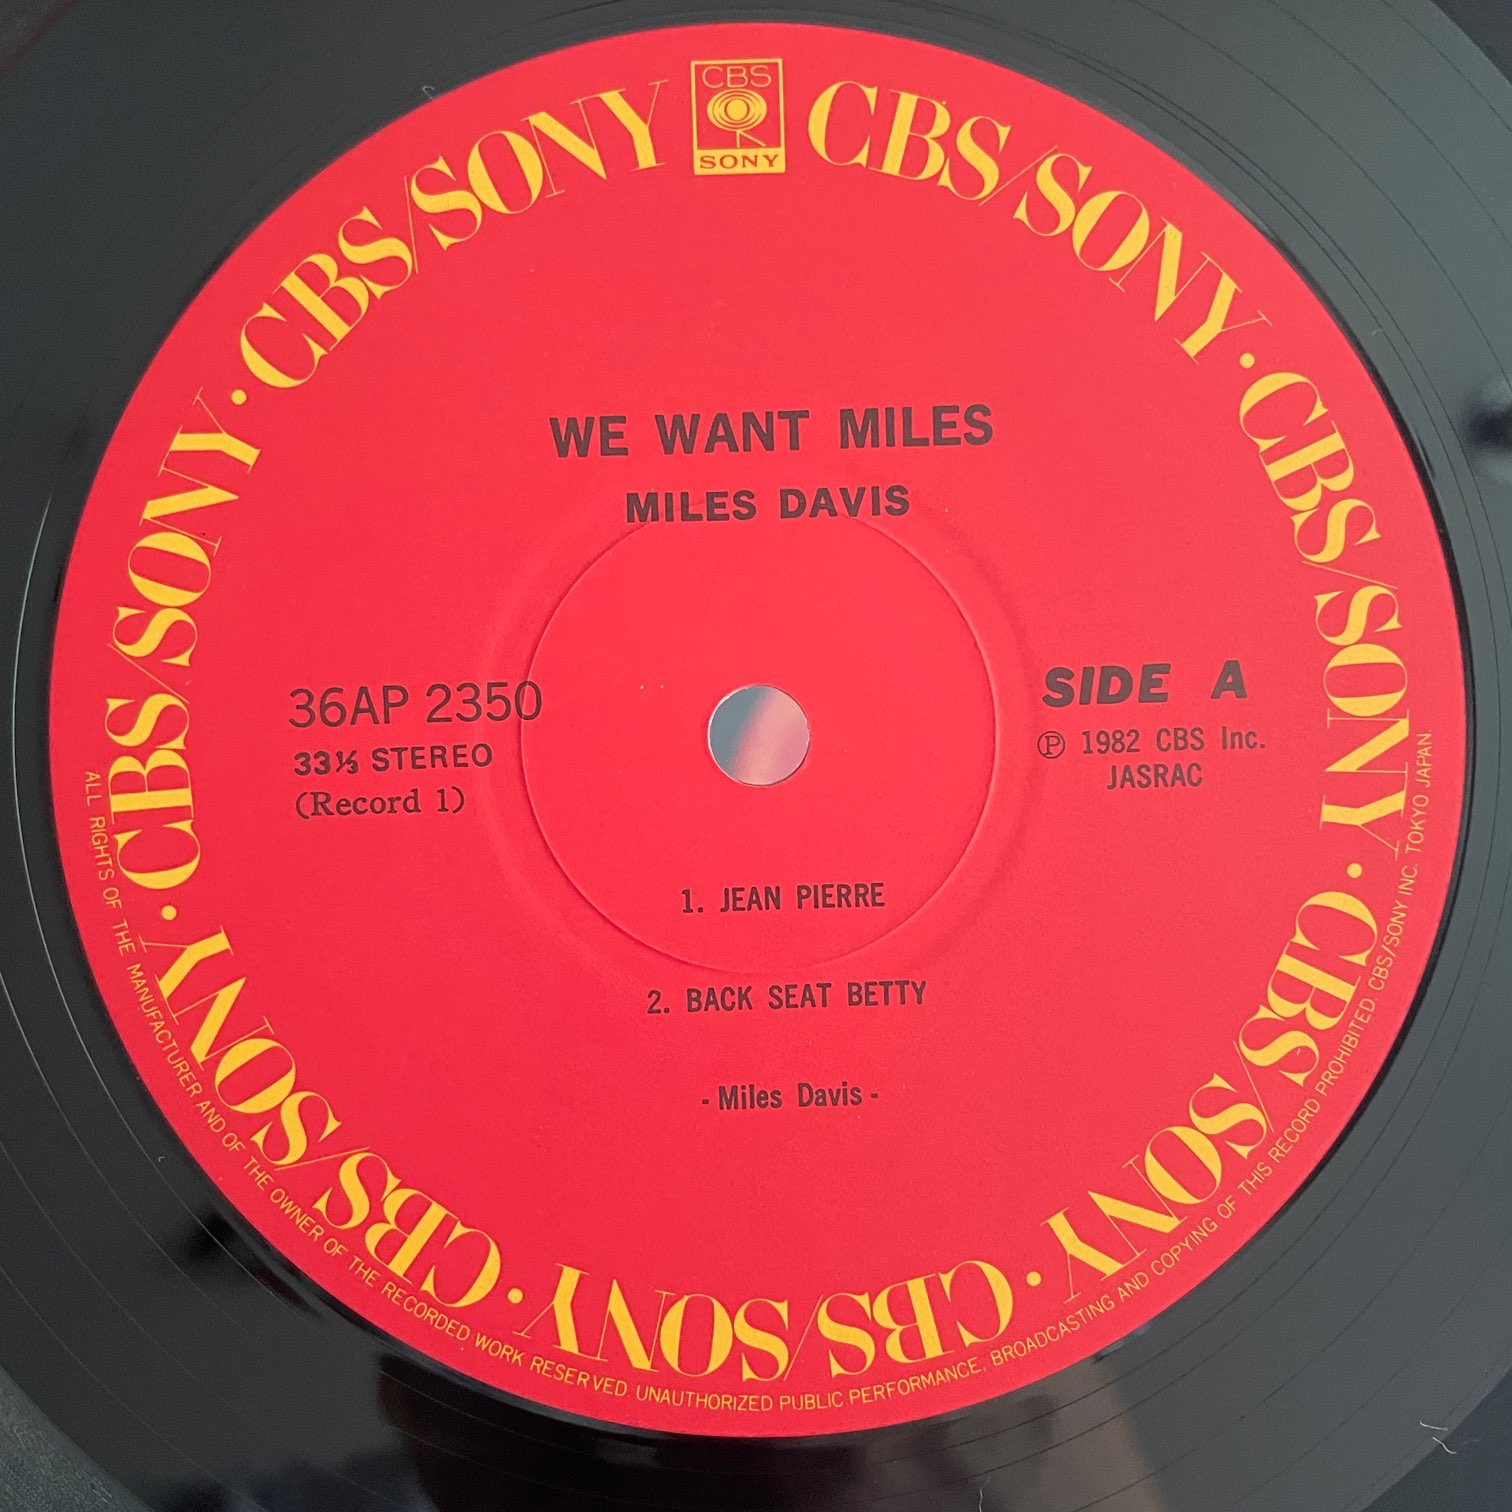 CBS
SONY
CBS/SONY · CBS/SONY · CBS/SONY · CBS/SONY · CBS/SONY · CBS/SONY · CBS/SONY · CBS/SONY
WE WANT MILES
MILES DAVIS
36AP 2350
33⅓ STEREO
(Record 1)
SIDE A
Ⓟ 1982 CBS Inc.
JASRAC
1. JEAN PIERRE
2. BACK SEAT BETTY
- Miles Davis -
ALL RIGHTS OF THE MANUFACTURER AND OF THE OWNER OF THE RECORDED WORK RESERVED. UNAUTHORIZED PUBLIC PERFORMANCE, BROADCASTING AND COPYING OF THIS RECORD PROHIBITED. CBS/SONY INC. TOKYO JAPAN